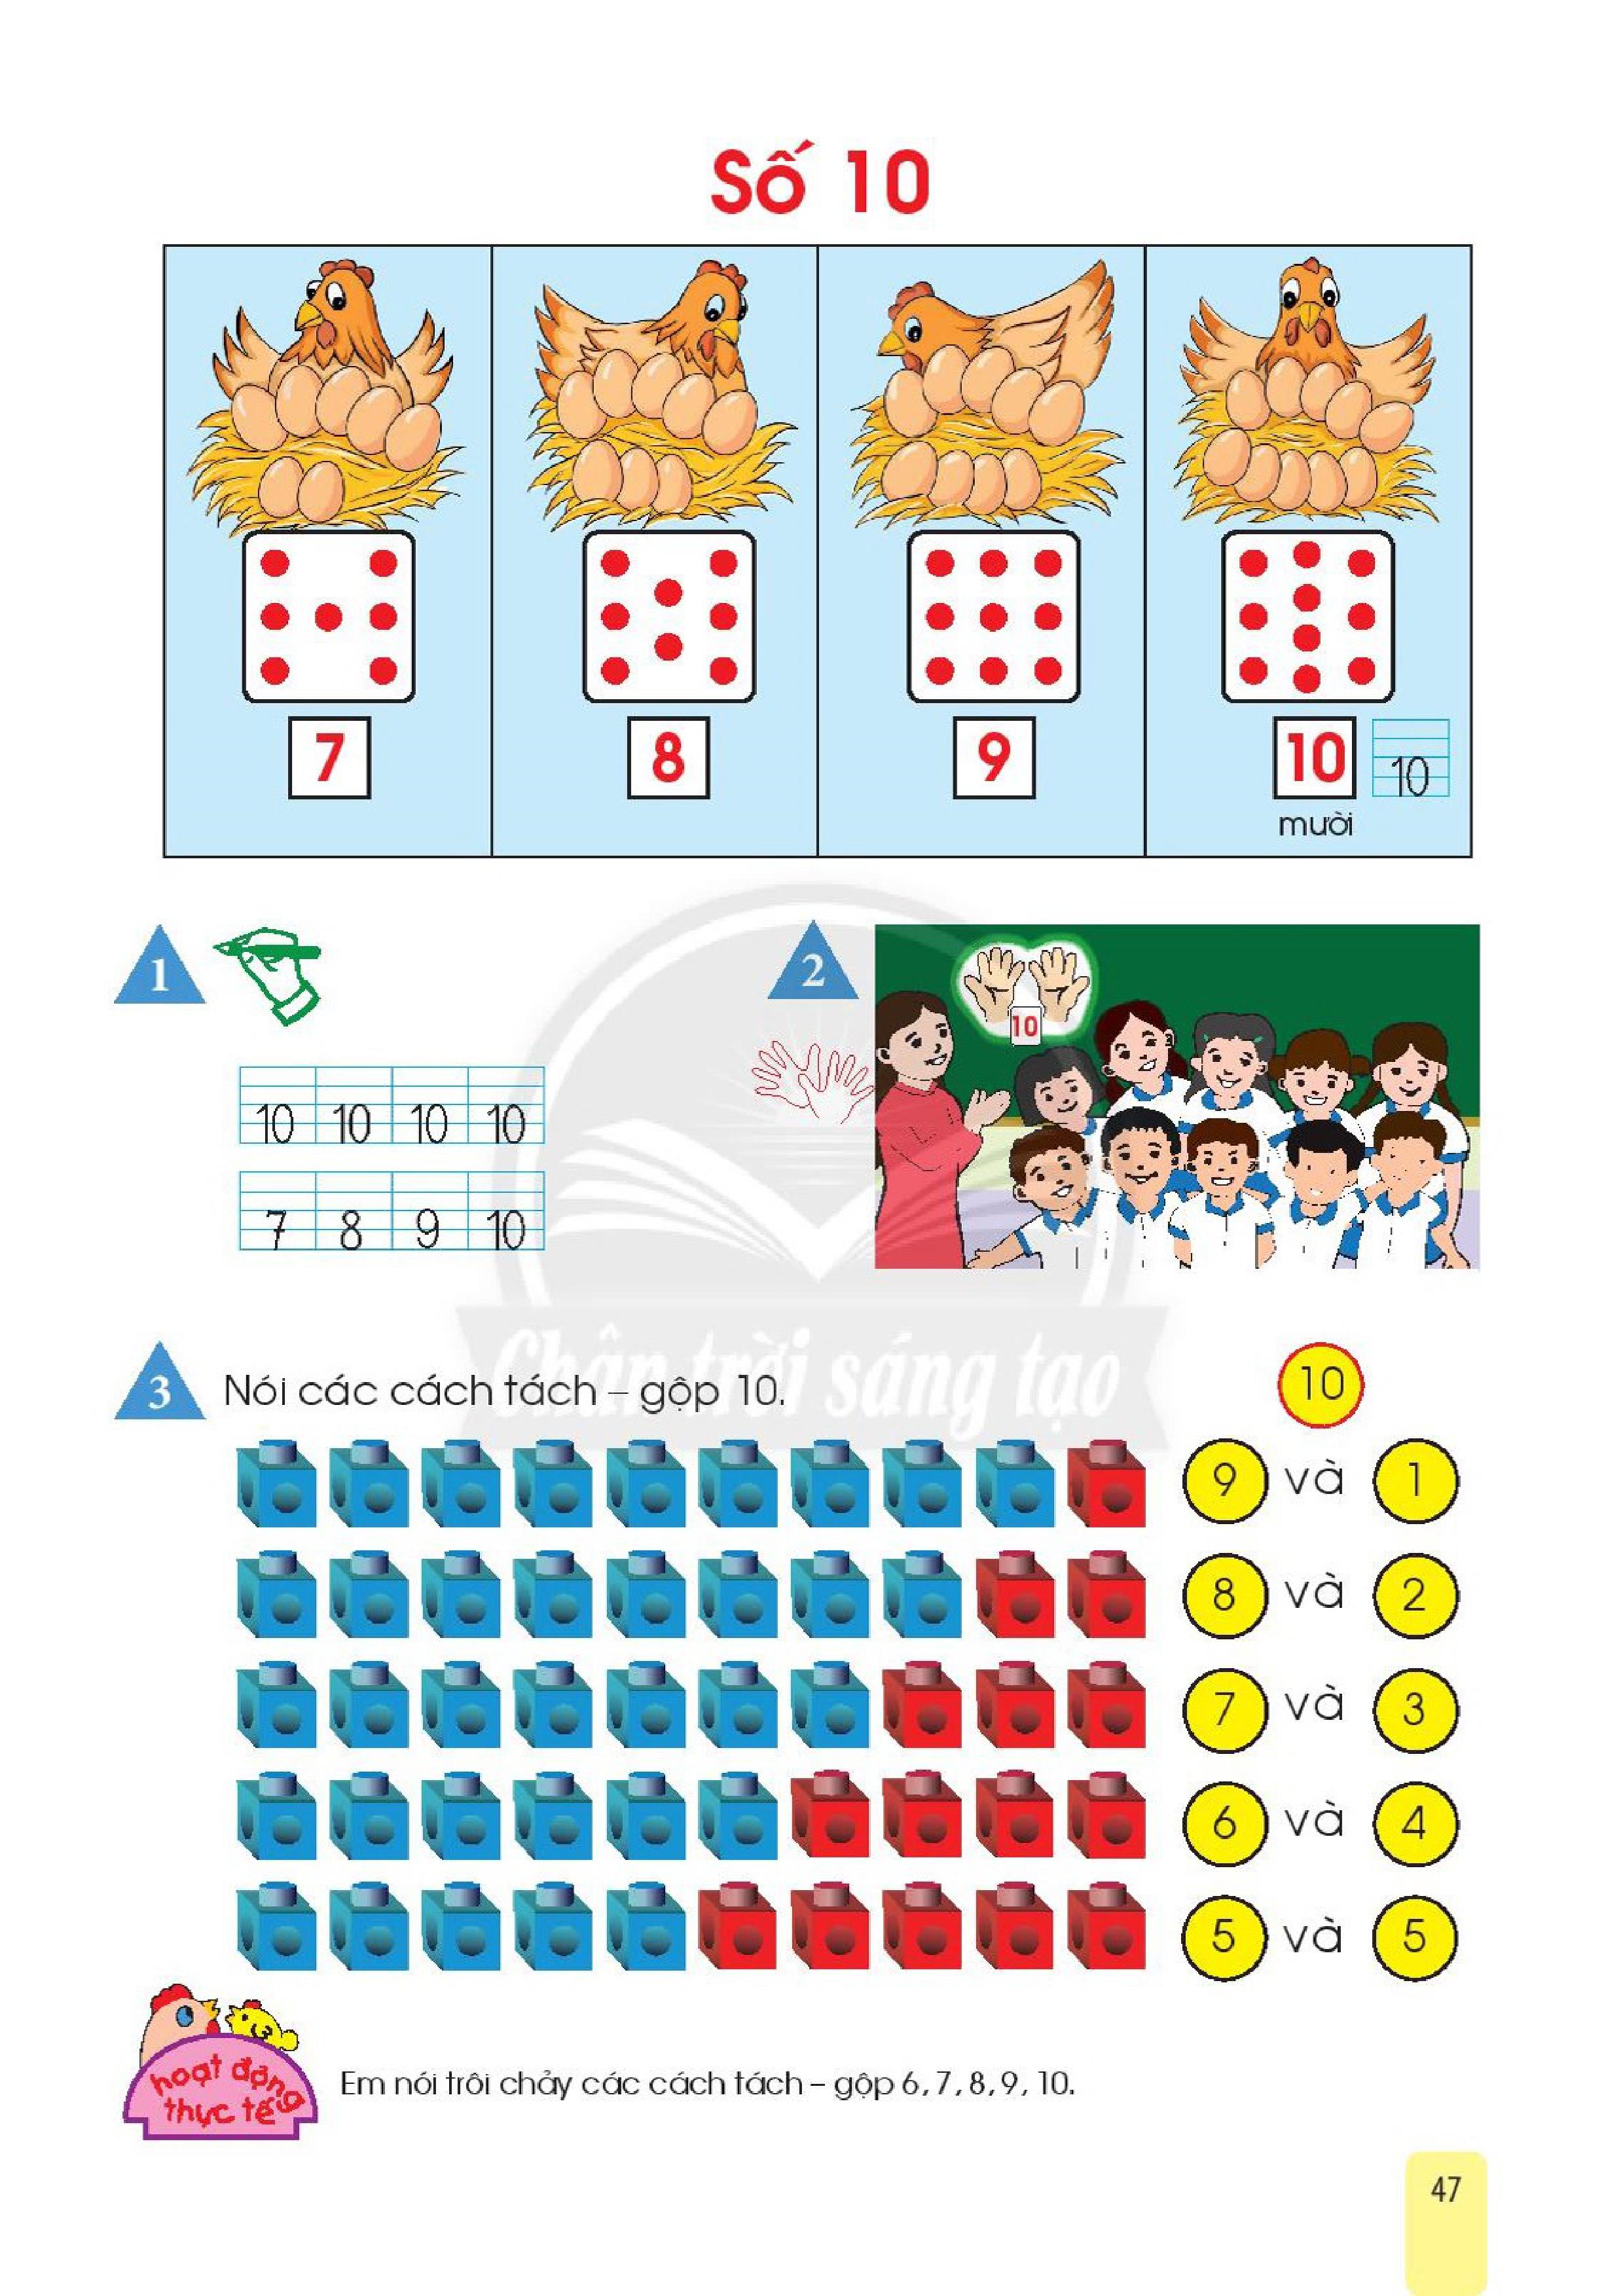 Số 10
7 8 9 10 10
mười
1
2
10
10 10 10 10
7 8 9 10
Chân trời sáng tạo
3 Nói các cách tách – gộp 10.
10
9 và 1
8 và 2
7 và 3
6 và 4
5 và 5
hoạt động
thực tế
Em nói trôi chảy các cách tách – gộp 6, 7, 8, 9, 10.
47